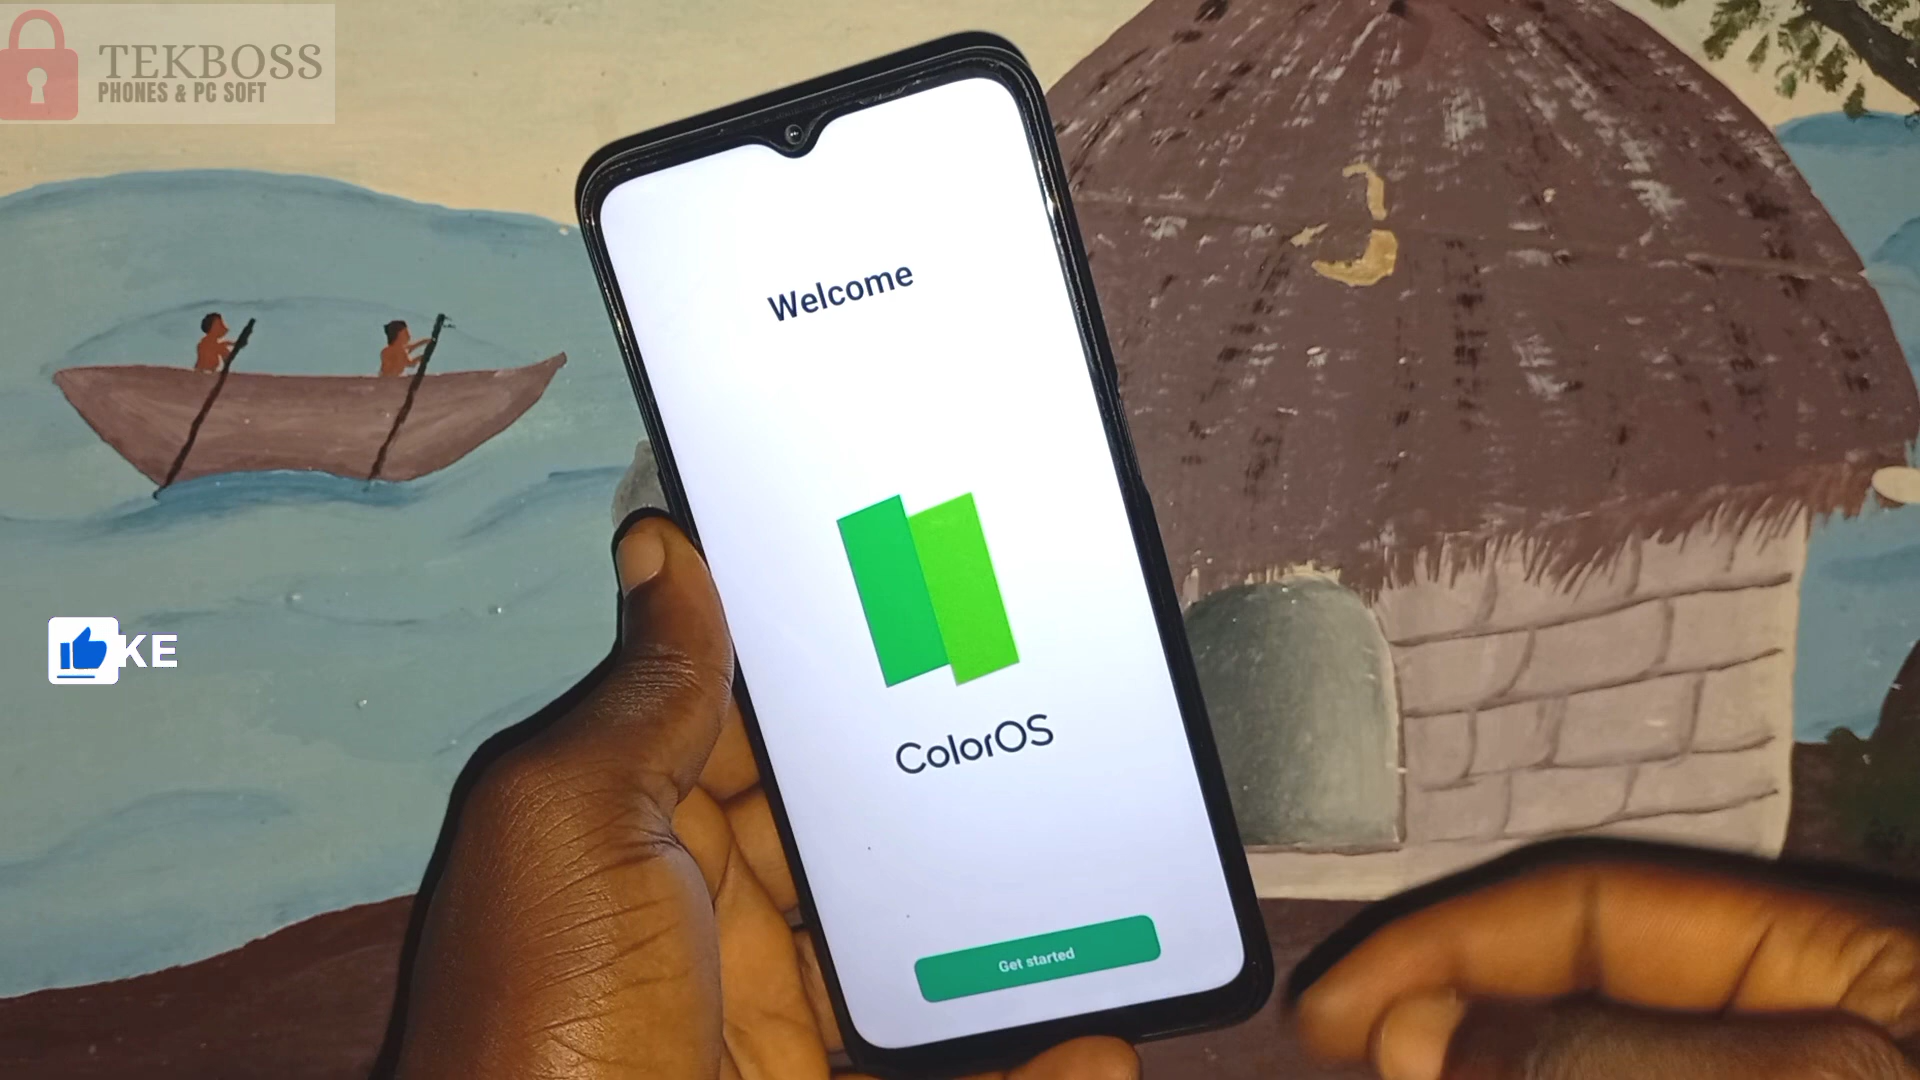 TEKBOSS
PHONES & PC SOFT
Welcome
KE
ColorOS
Get started